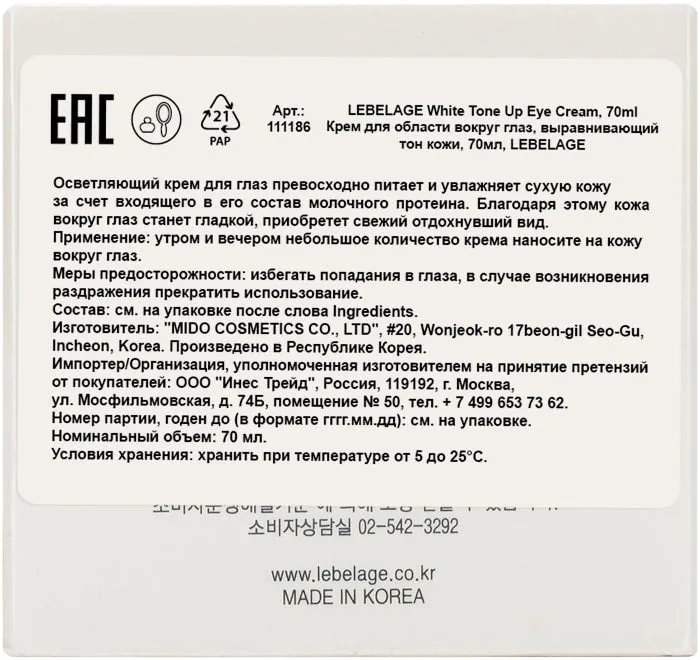 EAC
21
PAP
Арт.:
111186
LEBELAGE White Tone Up Eye Cream, 70ml
Крем для области вокруг глаз, выравнивающий
тон кожи, 70мл, LEBELAGE
Осветляющий крем для глаз превосходно питает и увлажняет сухую кожу
за счет входящего в его состав молочного протеина. Благодаря этому кожа
вокруг глаз станет гладкой, приобретет свежий отдохнувший вид.
Применение: утром и вечером небольшое количество крема наносите на кожу
вокруг глаз.
Меры предосторожности: избегать попадания в глаза, в случае возникновения
раздражения прекратить использование.
Состав: см. на упаковке после слова Ingredients.
Изготовитель: "MIDO COSMETICS CO., LTD", #20, Wonjeok-ro 17beon-gil Seo-Gu,
Incheon, Korea. Произведено в Республике Корея.
Импортер/Организация, уполномоченная изготовителем на принятие претензий
от покупателей: ООО "Инес Трейд", Россия, 119192, г. Москва,
ул. Мосфильмовская, д. 74Б, помещение № 50, тел. + 7 499 653 73 62.
Номер партии, годен до (в формате гггг.мм.дд): см. на упаковке.
Номинальный объем: 70 мл.
Условия хранения: хранить при температуре от 5 до 25°C.
소비자상담실 02-542-3292
www.lebelage.co.kr
MADE IN KOREA